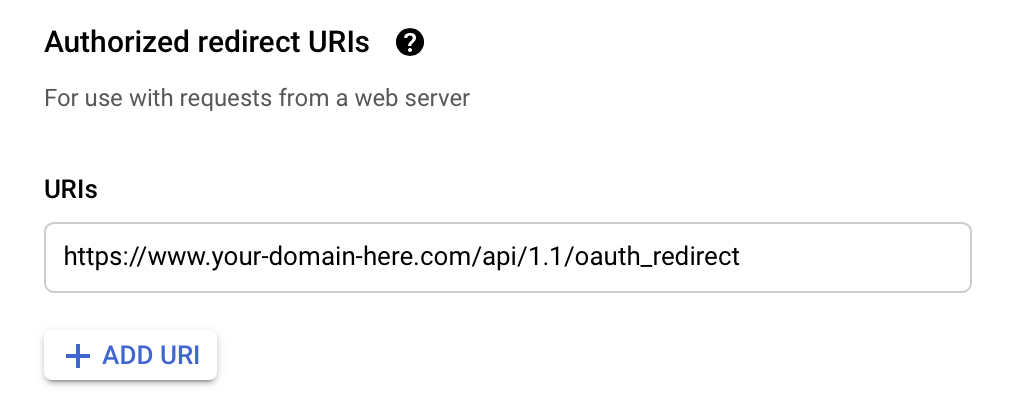 Authorized redirect URIs ?
For use with requests from a web server
URIs
https://www.your-domain-here.com/api/1.1/oauth_redirect
+ ADD URI